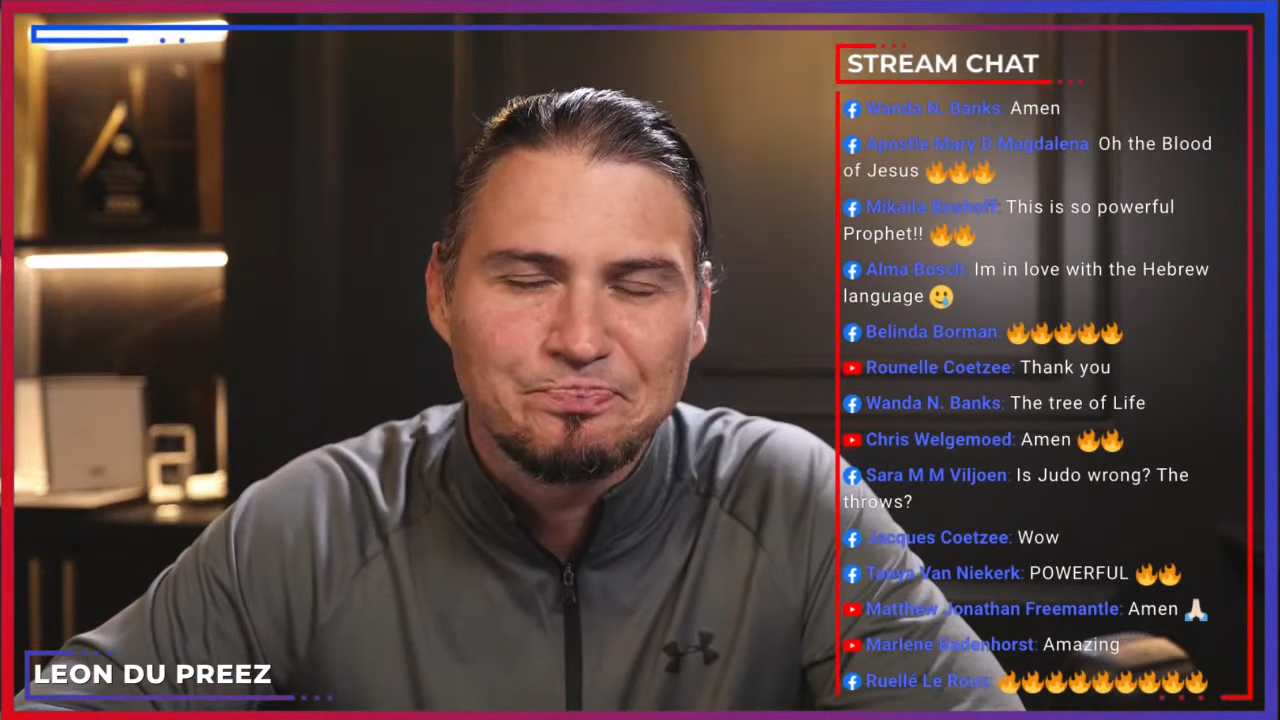 STREAM CHAT
Wanda N. Banks: Amen
Apostle Mary D Magdalena: Oh the Blood
of Jesus 🔥🔥🔥
Mikaila Boshoff: This is so powerful
Prophet!! 🔥🔥
Alma Bosch: Im in love with the Hebrew
language 🥲
Belinda Borman: 🔥🔥🔥🔥🔥
Rounelle Coetzee: Thank you
Wanda N. Banks: The tree of Life
Chris Welgemoed: Amen 🔥🔥
Sara M M Viljoen: Is Judo wrong? The
throws?
Jacques Coetzee: Wow
Tanya Van Niekerk: POWERFUL 🔥🔥
Matthew Jonathan Freemantle: Amen 🙏🏻
Marlene Badenhorst: Amazing
Ruellé Le Roux: 🔥🔥🔥🔥🔥🔥🔥🔥🔥
LEON DU PREEZ